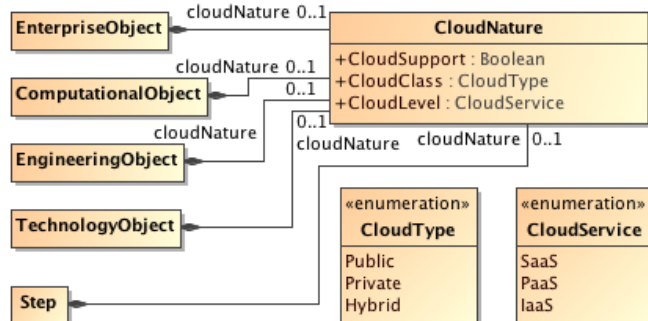 EnterpriseObject
cloudNature 0..1
CloudNature
+CloudSupport : Boolean
+CloudClass : CloudType
+CloudLevel : CloudService
cloudNature 0..1
ComputationalObject
0..1
cloudNature
EngineeringObject
0..1
cloudNature
cloudNature 0..1
TechnologyObject
Step
«enumeration»
CloudType
Public
Private
Hybrid
«enumeration»
CloudService
SaaS
PaaS
IaaS